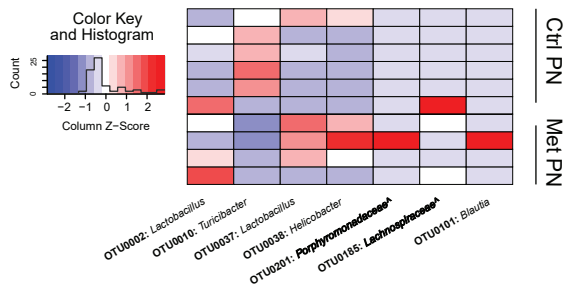 Color Key
and Histogram
Count
0
25
−2 −1 0 1 2
Column Z−Score
Ctrl PN
Met PN
OTU0002: Lactobacillus
OTU0010: Turicibacter
OTU0037: Lactobacillus
OTU0038: Helicobacter
OTU0201: Porphyromonadaceae^
OTU0185: Lachnospiraceae^
OTU0101: Blautia